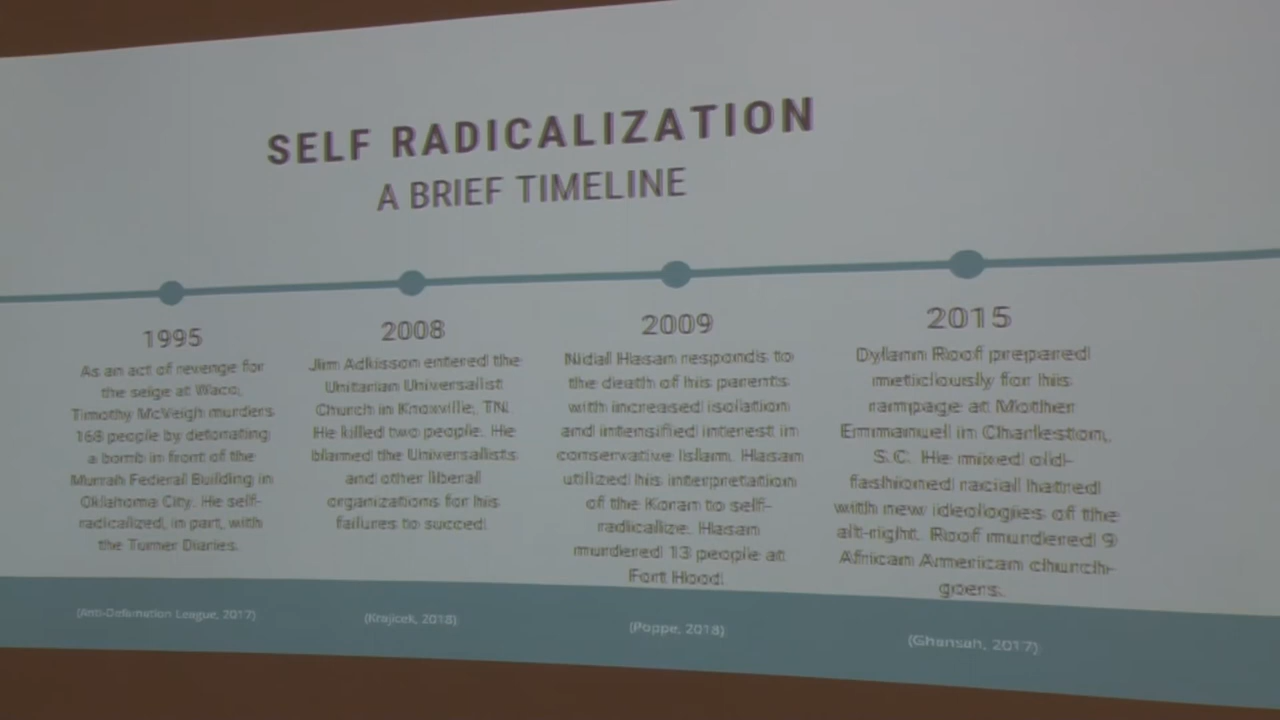 SELF RADICALIZATION
A BRIEF TIMELINE
1995
As an act of revenge for
the seige at Waco,
Timothy McVeigh murders
168 people by detonating
a bomb in front of the
Murrah Federal Building in
Oklahoma City. He self-
radicalized, in part, with
the Turner Diaries.
(Anti-Defamation League, 2017)
2008
Jim Adkisson entered the
Unitarian Universalist
Church in Knoxville, TN.
He killed two people. He
blamed the Universalists
and other liberal
organizations for his
failures to succed
(Krajicek, 2018)
2009
Nidal Hasan responds to
the death of his parents
with increased isolation
and intensified interest in
conservative Islam. Hasan
utilized his interpretation
of the Koran to self-
radicalize. Hasan
murdered 13 people at
Fort Hood.
(Poppe, 2018)
2015
Dylann Roof prepared
meticlously for his
rampage at Mother
Emmanuel in Charleston,
S.C. He mixed old-
fashioned racial hatred
with new ideologies of the
alt-right. Roof murdered 9
African American church-
goers.
(Ghansah, 2017)